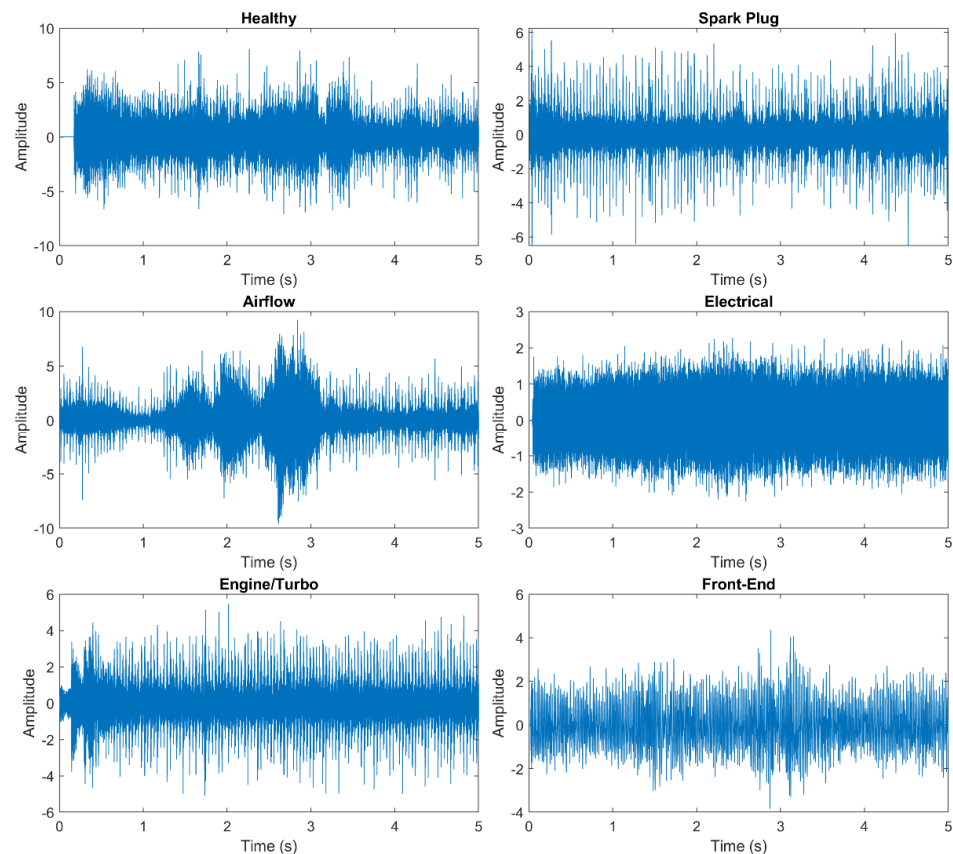 Healthy
10
5
0
-5
-10
Amplitude
0 1 2 3 4 5
Time (s)
Spark Plug
6
4
2
0
-2
-4
-6
Amplitude
0 1 2 3 4 5
Time (s)
Airflow
10
5
0
-5
-10
Amplitude
0 1 2 3 4 5
Time (s)
Electrical
3
2
1
0
-1
-2
-3
Amplitude
0 1 2 3 4 5
Time (s)
Engine/Turbo
6
4
2
0
-2
-4
-6
Amplitude
0 1 2 3 4 5
Time (s)
Front-End
6
4
2
0
-2
-4
Amplitude
0 1 2 3 4 5
Time (s)